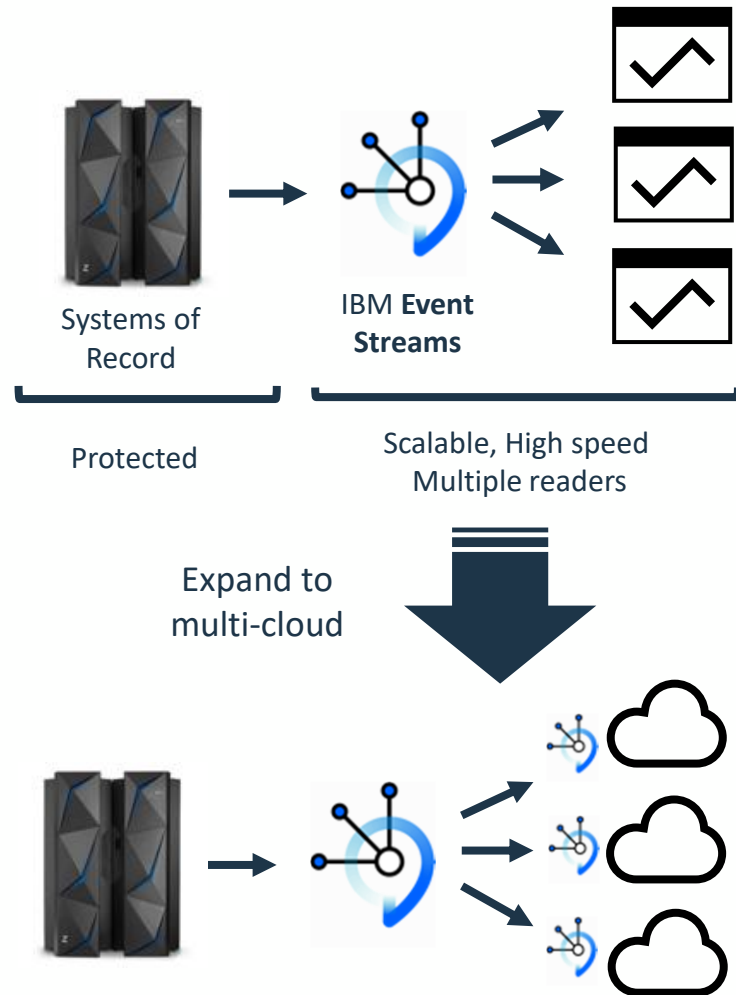 Systems of
Record
IBM Event
Streams
Protected
Scalable, High speed
Multiple readers
Expand to
multi-cloud
Z
Z